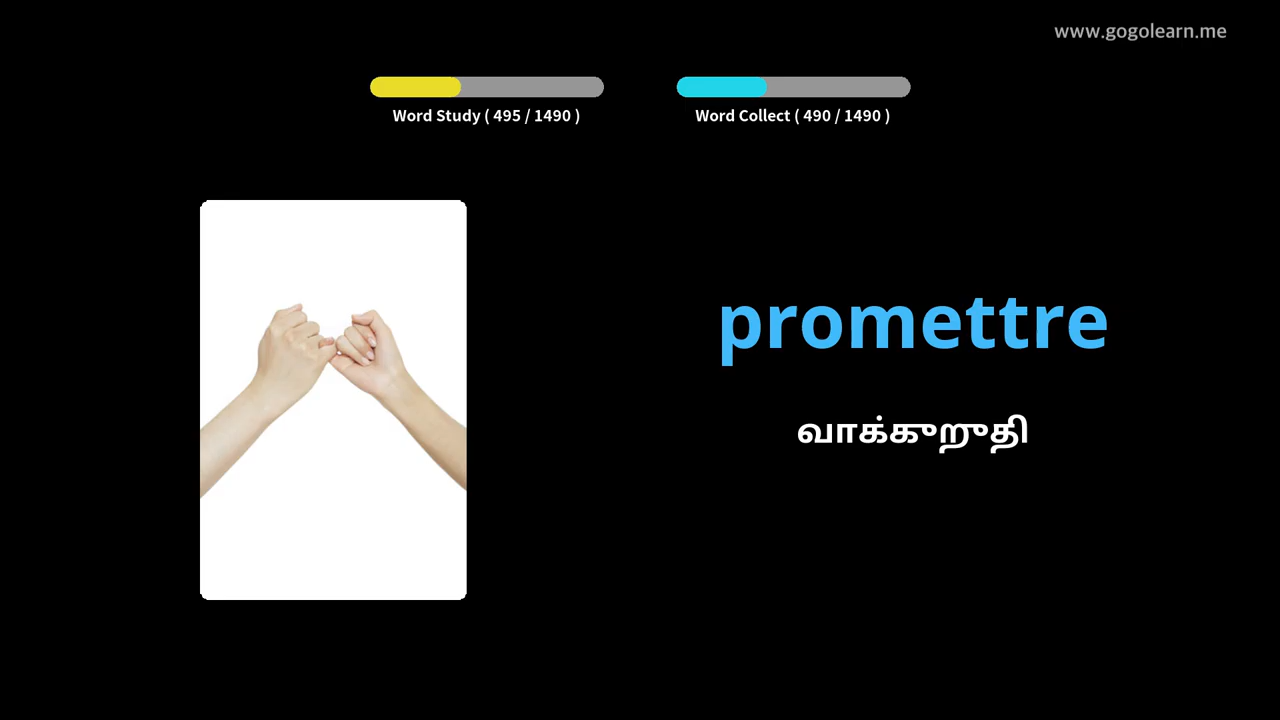 www.gogolearn.me
Word Study ( 495 / 1490 )
Word Collect ( 490 / 1490 )
promettre
வாக்குறுதி